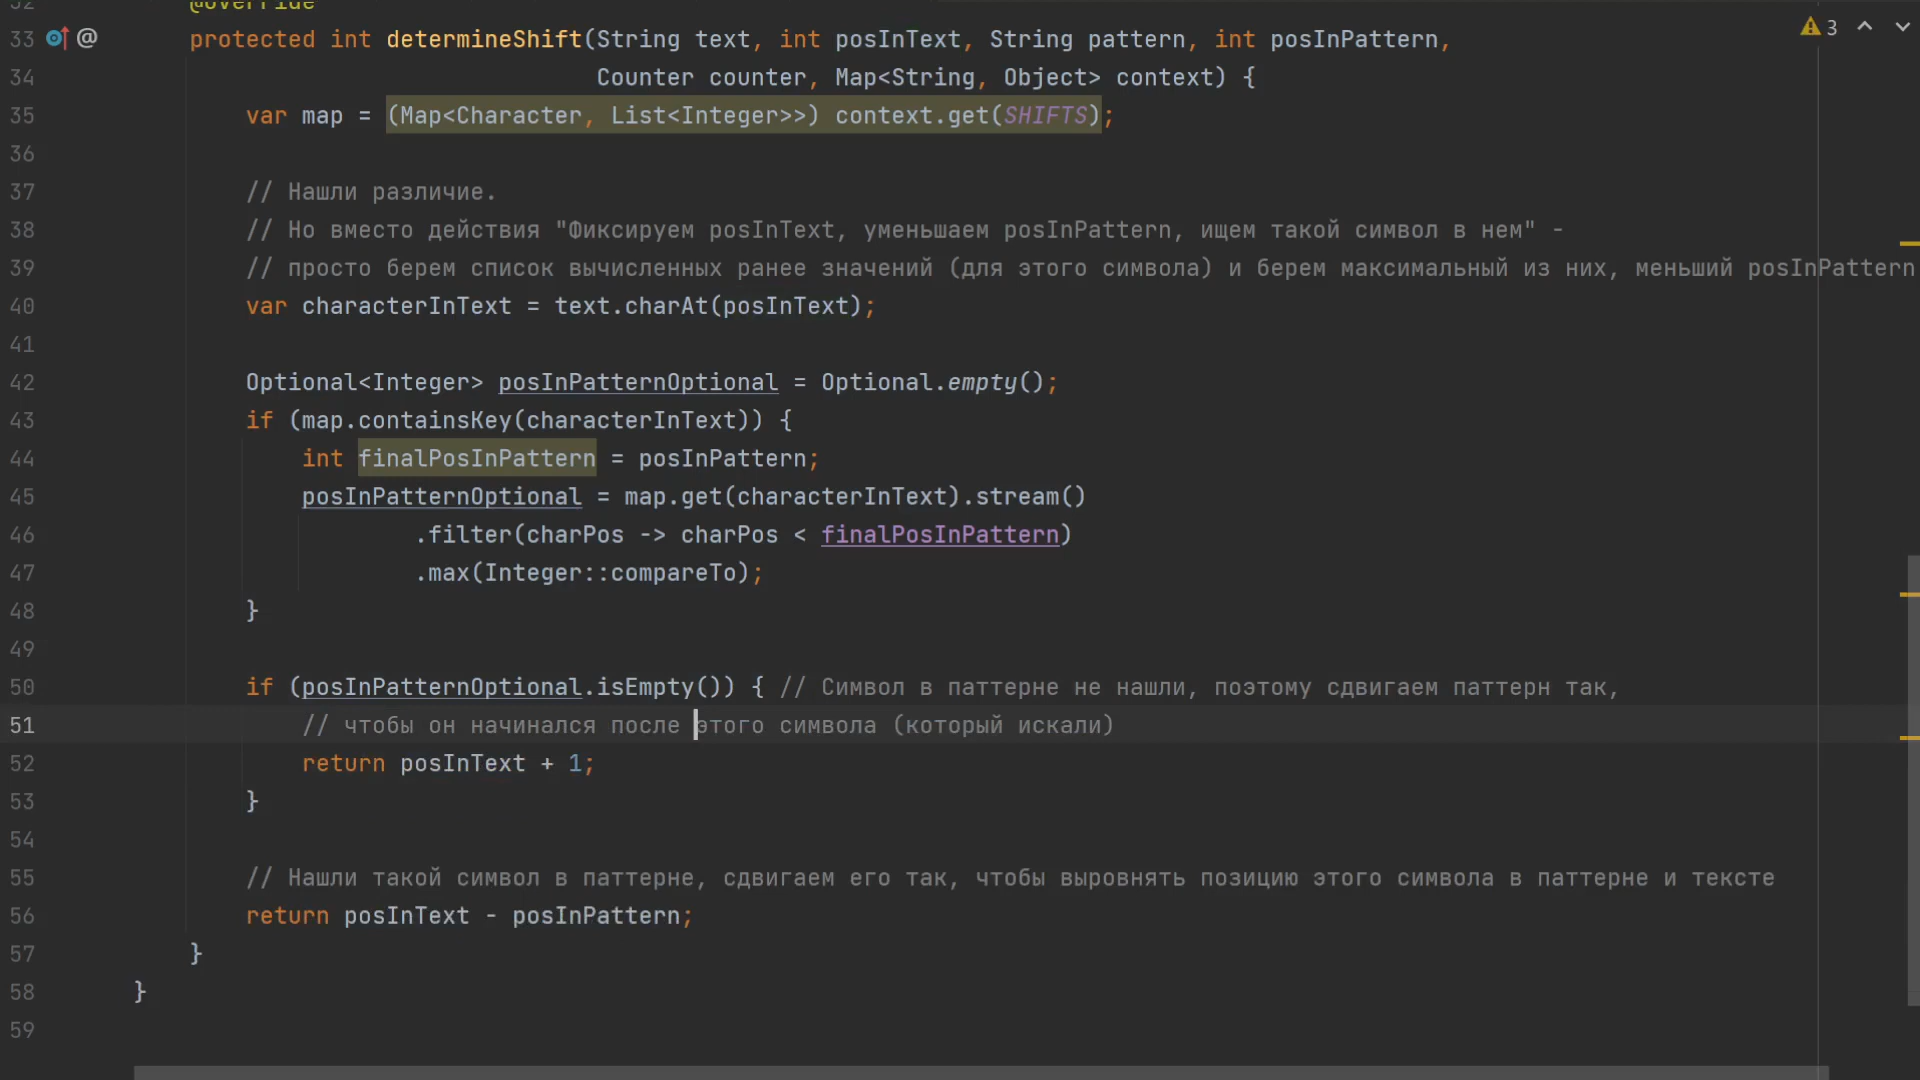 32 @Override
33 @ protected int determineShift(String text, int posInText, String pattern, int posInPattern, 3
34 Counter counter, Map<String, Object> context) {
35 var map = (Map<Character, List<Integer>>) context.get(SHIFTS);
36
37 // Нашли различие.
38 // Но вместо действия "Фиксируем posInText, уменьшаем posInPattern, ищем такой символ в нем" -
39 // просто берем список вычисленных ранее значений (для этого символа) и берем максимальный из них, меньший posInPattern
40 var characterInText = text.charAt(posInText);
41
42 Optional<Integer> posInPatternOptional = Optional.empty();
43 if (map.containsKey(characterInText)) {
44 int finalPosInPattern = posInPattern;
45 posInPatternOptional = map.get(characterInText).stream()
46 .filter(charPos -> charPos < finalPosInPattern)
47 .max(Integer::compareTo);
48 }
49
50 if (posInPatternOptional.isEmpty()) { // Символ в паттерне не нашли, поэтому сдвигаем паттерн так,
51 // чтобы он начинался после этого символа (который искали)
52 return posInText + 1;
53 }
54
55 // Нашли такой символ в паттерне, сдвигаем его так, чтобы выровнять позицию этого символа в паттерне и тексте
56 return posInText - posInPattern;
57 }
58 }
59